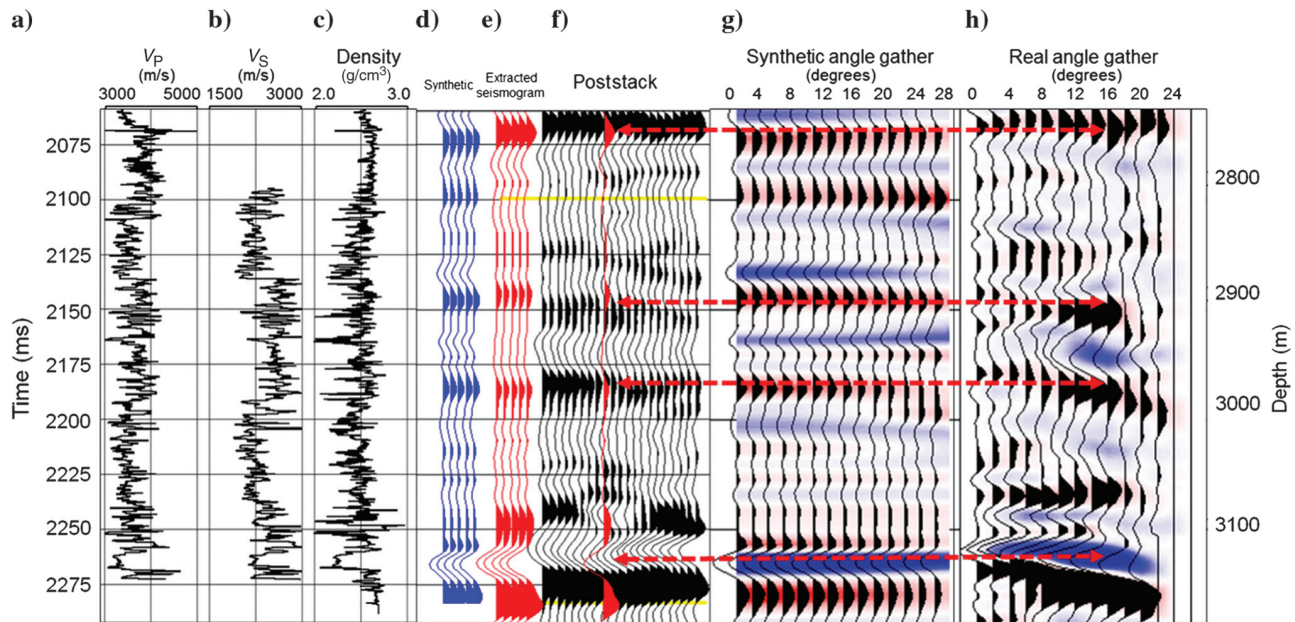 a) b) c) d) e) f) g) h)
VP VS Density Synthetic angle gather Real angle gather
(m/s) (m/s) (g/cm3) Synthetic Extracted seismogram Poststack (degrees) (degrees)
3000 5000 1500 3000 2.0 3.0 0 4 8 12 16 20 24 28 0 4 8 12 16 20 24
2075
2100
2125
2150
2175
2200
2225
2250
2275
Time (ms)
2800
2900
3000
3100
Depth (m)